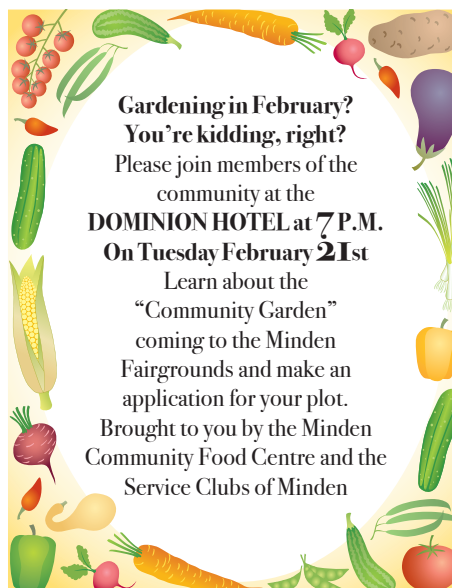 Gardening in February?
You're kidding, right?
Please join members of the
community at the
DOMINION HOTEL at 7 P.M.
On Tuesday February 21st
Learn about the
“Community Garden”
coming to the Minden
Fairgrounds and make an
application for your plot.
Brought to you by the Minden
Community Food Centre and the
Service Clubs of Minden